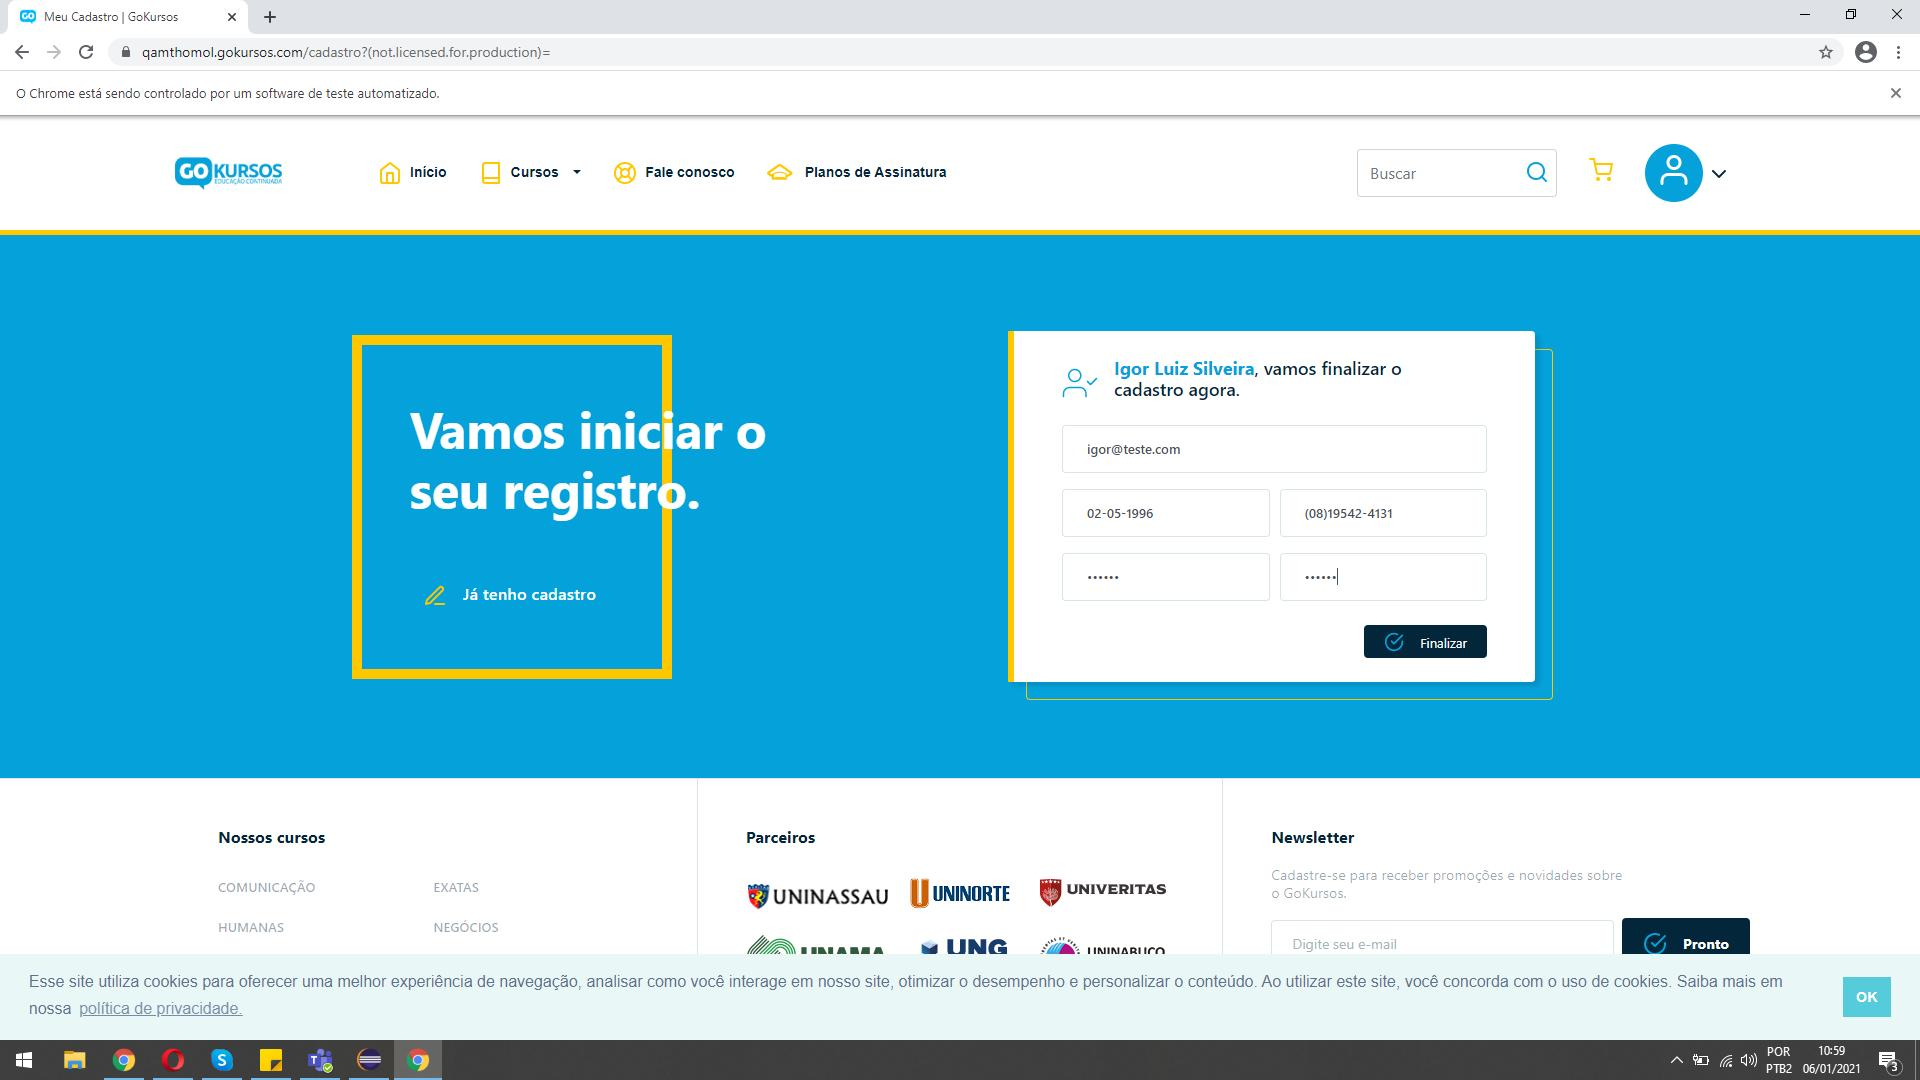 Meu Cadastro | GoKursos
qamthomol.gokursos.com/cadastro?(not.licensed.for.production)=
O Chrome está sendo controlado por um software de teste automatizado.
GO KURSOS
EDUCAÇÃO CONTINUADA
Início
Cursos
Fale conosco
Planos de Assinatura
Buscar
Vamos iniciar o
seu registro.
Já tenho cadastro
Igor Luiz Silveira, vamos finalizar o
cadastro agora.
igor@teste.com
02-05-1996
(08)19542-4131
••••••
••••••
Finalizar
Nossos cursos
COMUNICAÇÃO
EXATAS
HUMANAS
NEGÓCIOS
Parceiros
UNINASSAU
UNINORTE
UNIVERITAS
UNAMA
UNG
UNINABUCO
Newsletter
Cadastre-se para receber promoções e novidades sobre
o GoKursos.
Digite seu e-mail
Pronto
Esse site utiliza cookies para oferecer uma melhor experiência de navegação, analisar como você interage em nosso site, otimizar o desempenho e personalizar o conteúdo. Ao utilizar este site, você concorda com o uso de cookies. Saiba mais em
nossa política de privacidade.
OK
POR
PTB2
10:59
06/01/2021
3